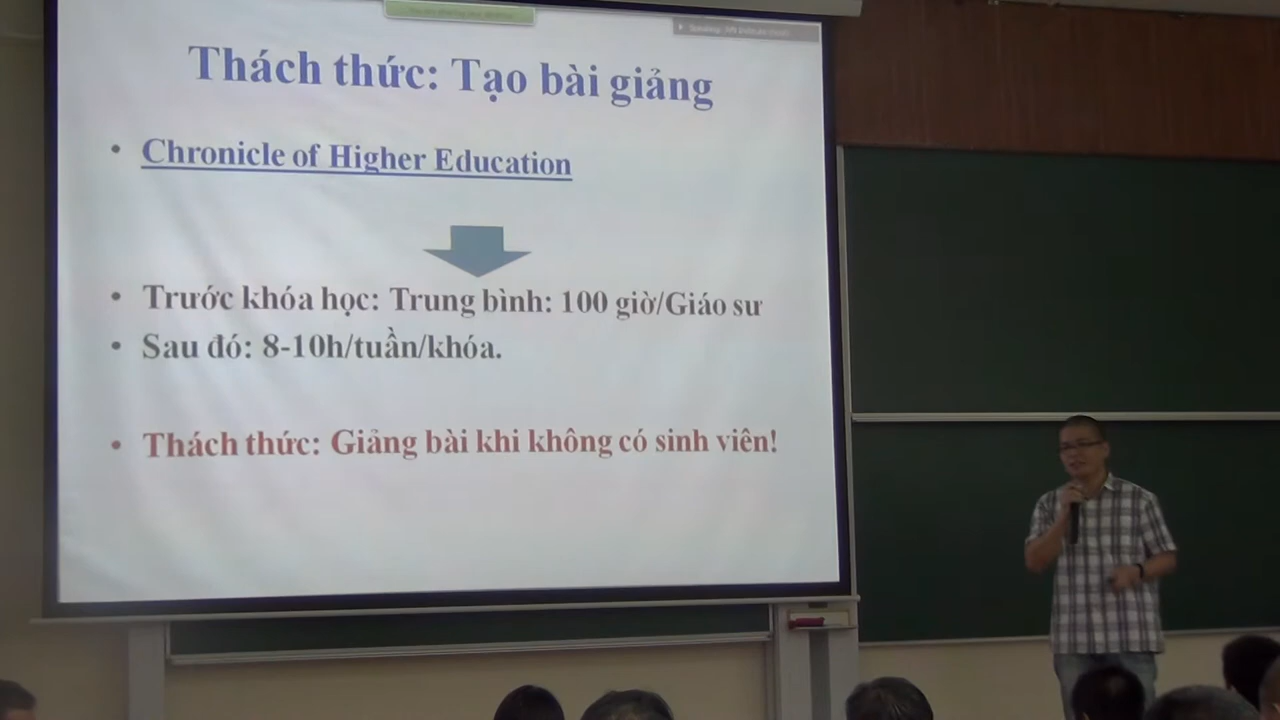 Thách thức: Tạo bài giảng
• Chronicle of Higher Education
• Trước khóa học: Trung bình: 100 giờ/Giáo sư
• Sau đó: 8-10h/tuần/khóa.
• Thách thức: Giảng bài khi không có sinh viên!